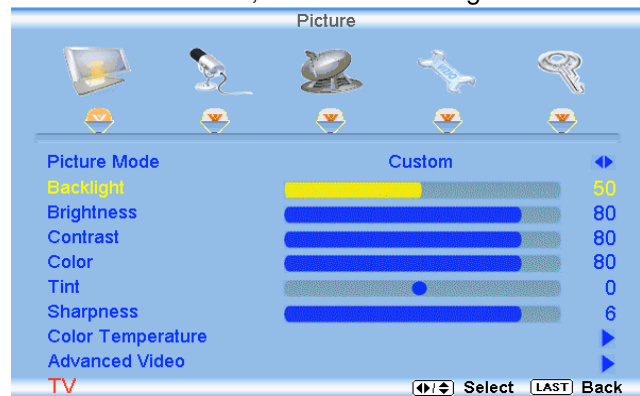 Picture
Picture Mode Custom
Backlight 50
Brightness 80
Contrast 80
Color 80
Tint 0
Sharpness 6
Color Temperature
Advanced Video
TV Select LAST Back